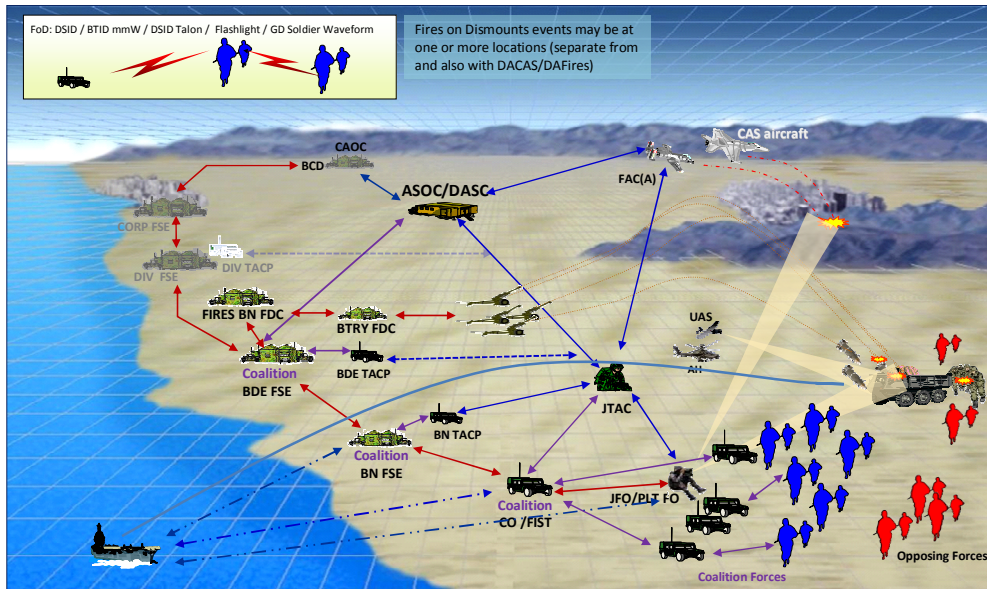 FoD: DSID / BTID mmW / DSID Talon / Flashlight / GD Soldier Waveform
Fires on Dismounts events may be at
one or more locations (separate from
and also with DACAS/DAFires)
CAS aircraft
CAOC
BCD
FAC(A)
ASOC/DASC
CORP FSE
DIV TACP
DIV FSE
FIRES BN FDC
BTRY FDC
UAS
AH
Coalition
BDE FSE
BDE TACP
JTAC
BN TACP
Coalition
BN FSE
JFO/PLT FO
Coalition
CO /FIST
Coalition Forces
Opposing Forces